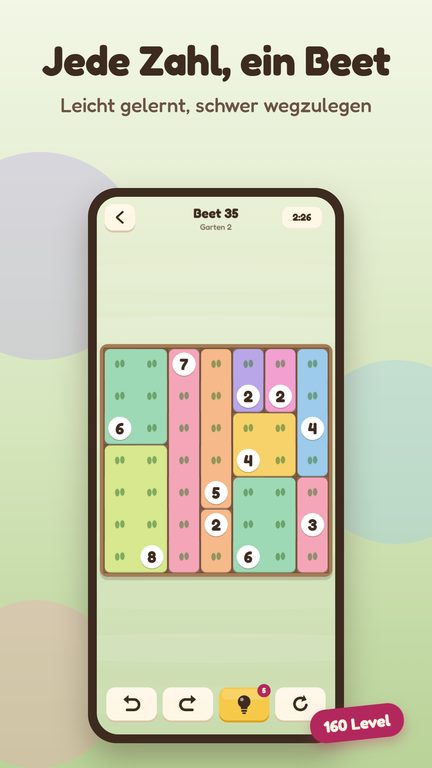 Jede Zahl, ein Beet
Leicht gelernt, schwer wegzulegen
Beet 35
2:26
Garten 2
7
2 2
6 4
4
5
2 3
8 6
5
160 Level